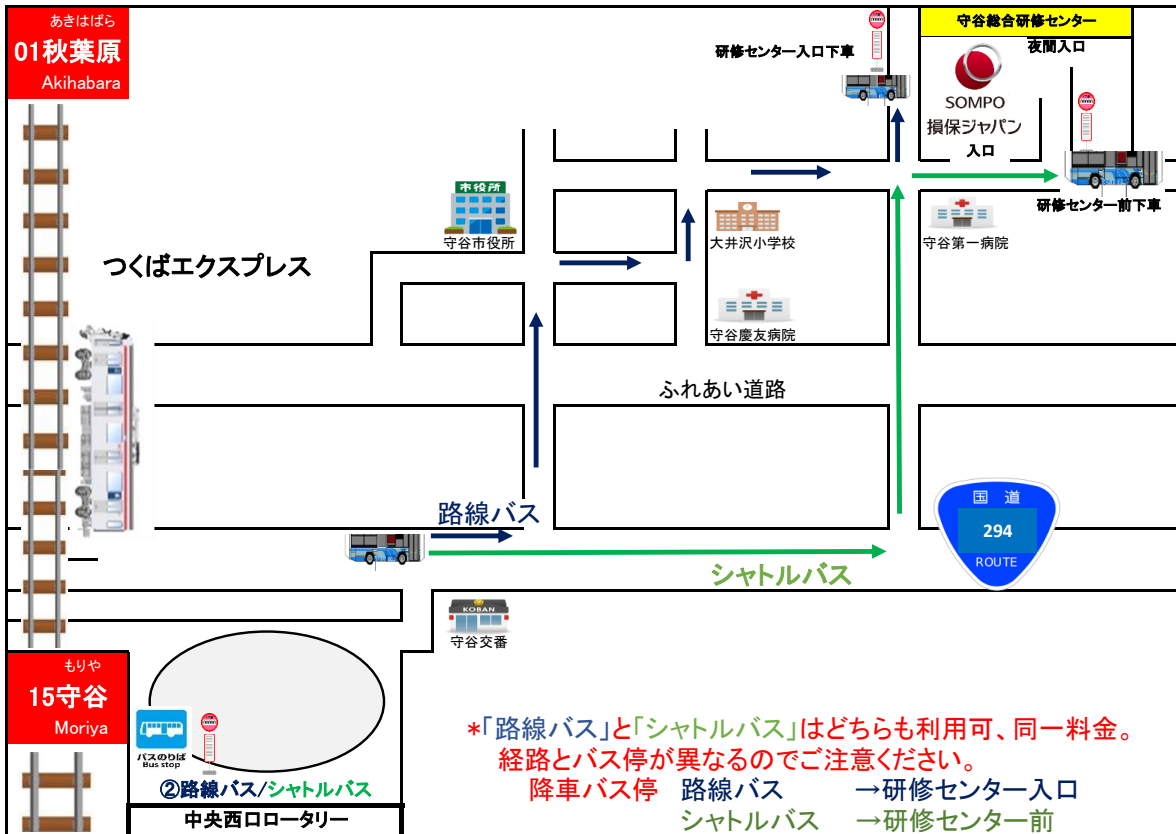 あきはばら
01秋葉原
Akihabara
守谷総合研修センター
夜間入口
研修センター入口下車
SOMPO
損保ジャパン
入口
研修センター前下車
市役所
守谷市役所
大井沢小学校
守谷第一病院
つくばエクスプレス
守谷慶友病院
ふれあい道路
国道
294
ROUTE
路線バス
シャトルバス
KOBAN
守谷交番
もりや
15守谷
Moriya
バスのりば
Bus stop
②路線バス/シャトルバス
中央西口ロータリー
*「路線バス」と「シャトルバス」はどちらも利用可、同一料金。
経路とバス停が異なるのでご注意ください。
降車バス停 路線バス →研修センター入口
シャトルバス →研修センター前